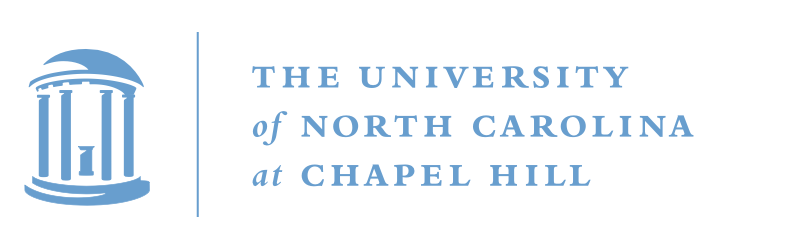 THE UNIVERSITY
of NORTH CAROLINA
at CHAPEL HILL